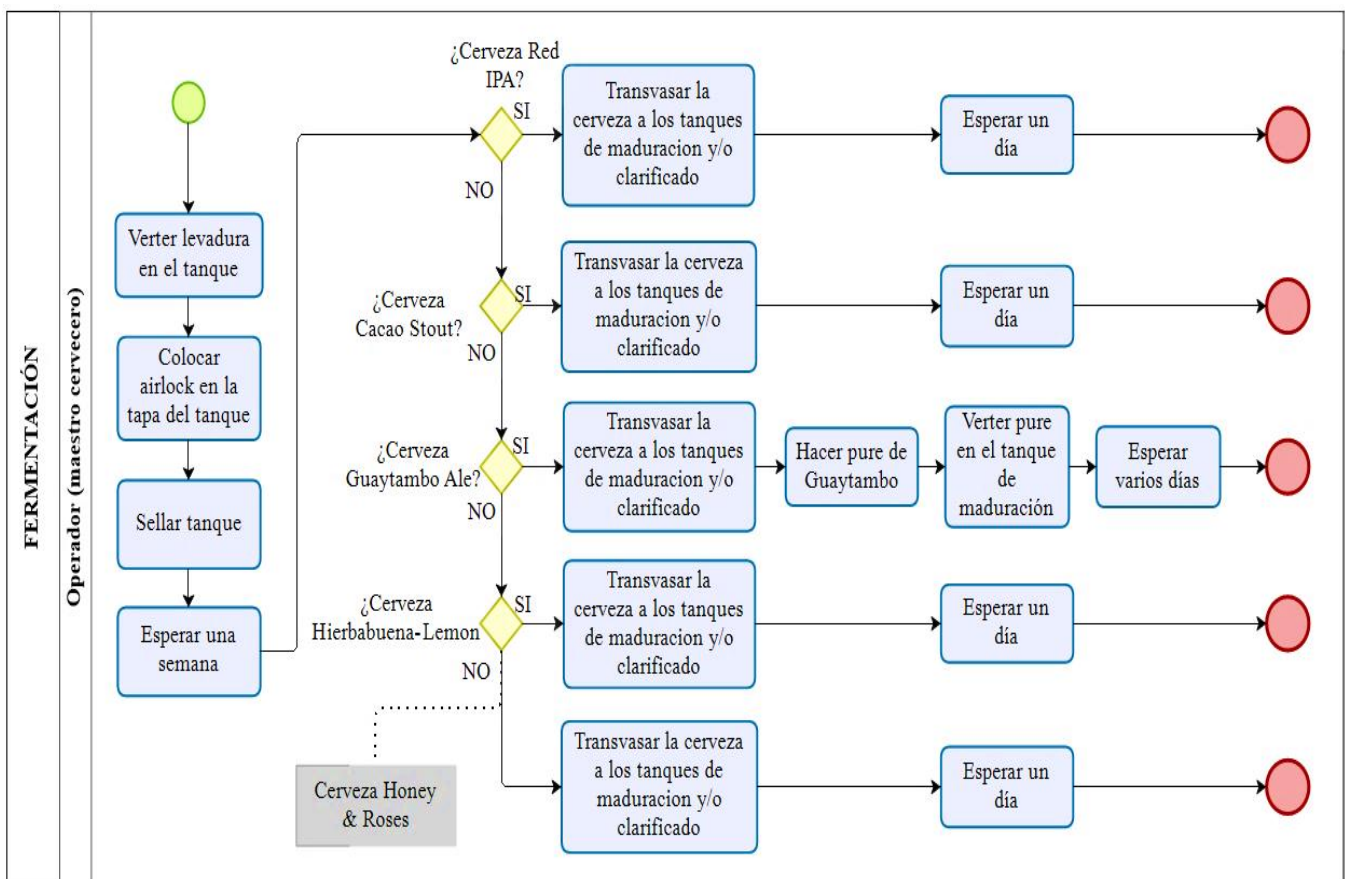 FERMENTACIÓN
Operador (maestro cervecero)
Verter levadura
en el tanque
Colocar
airlock en la
tapa del tanque
Sellar tanque
Esperar una
semana
¿Cerveza Red
IPA?
SI
NO
Transvasar la
cerveza a los tanques
de maduracion y/o
clarificado
Esperar un
día
¿Cerveza
Cacao Stout?
SI
NO
Transvasar la cerveza
a los tanques de
maduracion y/o
clarificado
Esperar un
día
¿Cerveza
Guaytambo Ale?
SI
NO
Transvasar la
cerveza a los tanques
de maduracion y/o
clarificado
Hacer pure de
Guaytambo
Verter pure
en el tanque
de
maduración
Esperar
varios días
¿Cerveza
Hierbabuena-Lemon
SI
NO
Transvasar la
cerveza a los tanques
de maduracion y/o
clarificado
Esperar un
día
Cerveza Honey
& Roses
Transvasar la cerveza
a los tanques de
maduracion y/o
clarificado
Esperar un
día